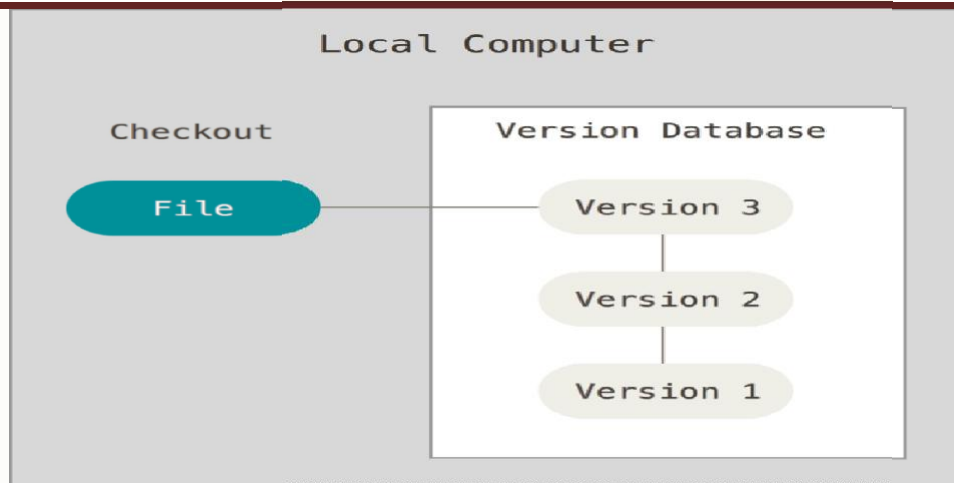 Local Computer
Checkout
Version Database
File
Version 3
Version 2
Version 1